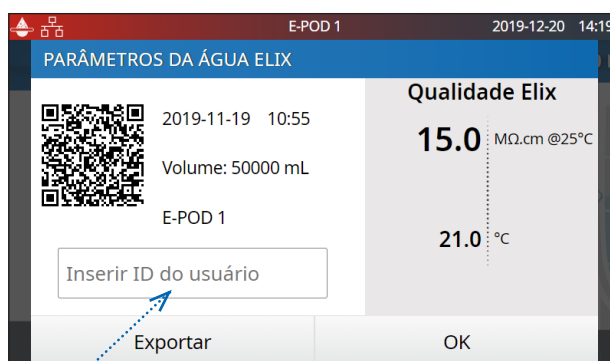 E-POD 1 2019-12-20 14:19
PARÂMETROS DA ÁGUA ELIX
2019-11-19 10:55
Volume: 50000 mL
E-POD 1
Inserir ID do usuário
Qualidade Elix
15.0 MΩ.cm @25°C
21.0 °C
Exportar OK